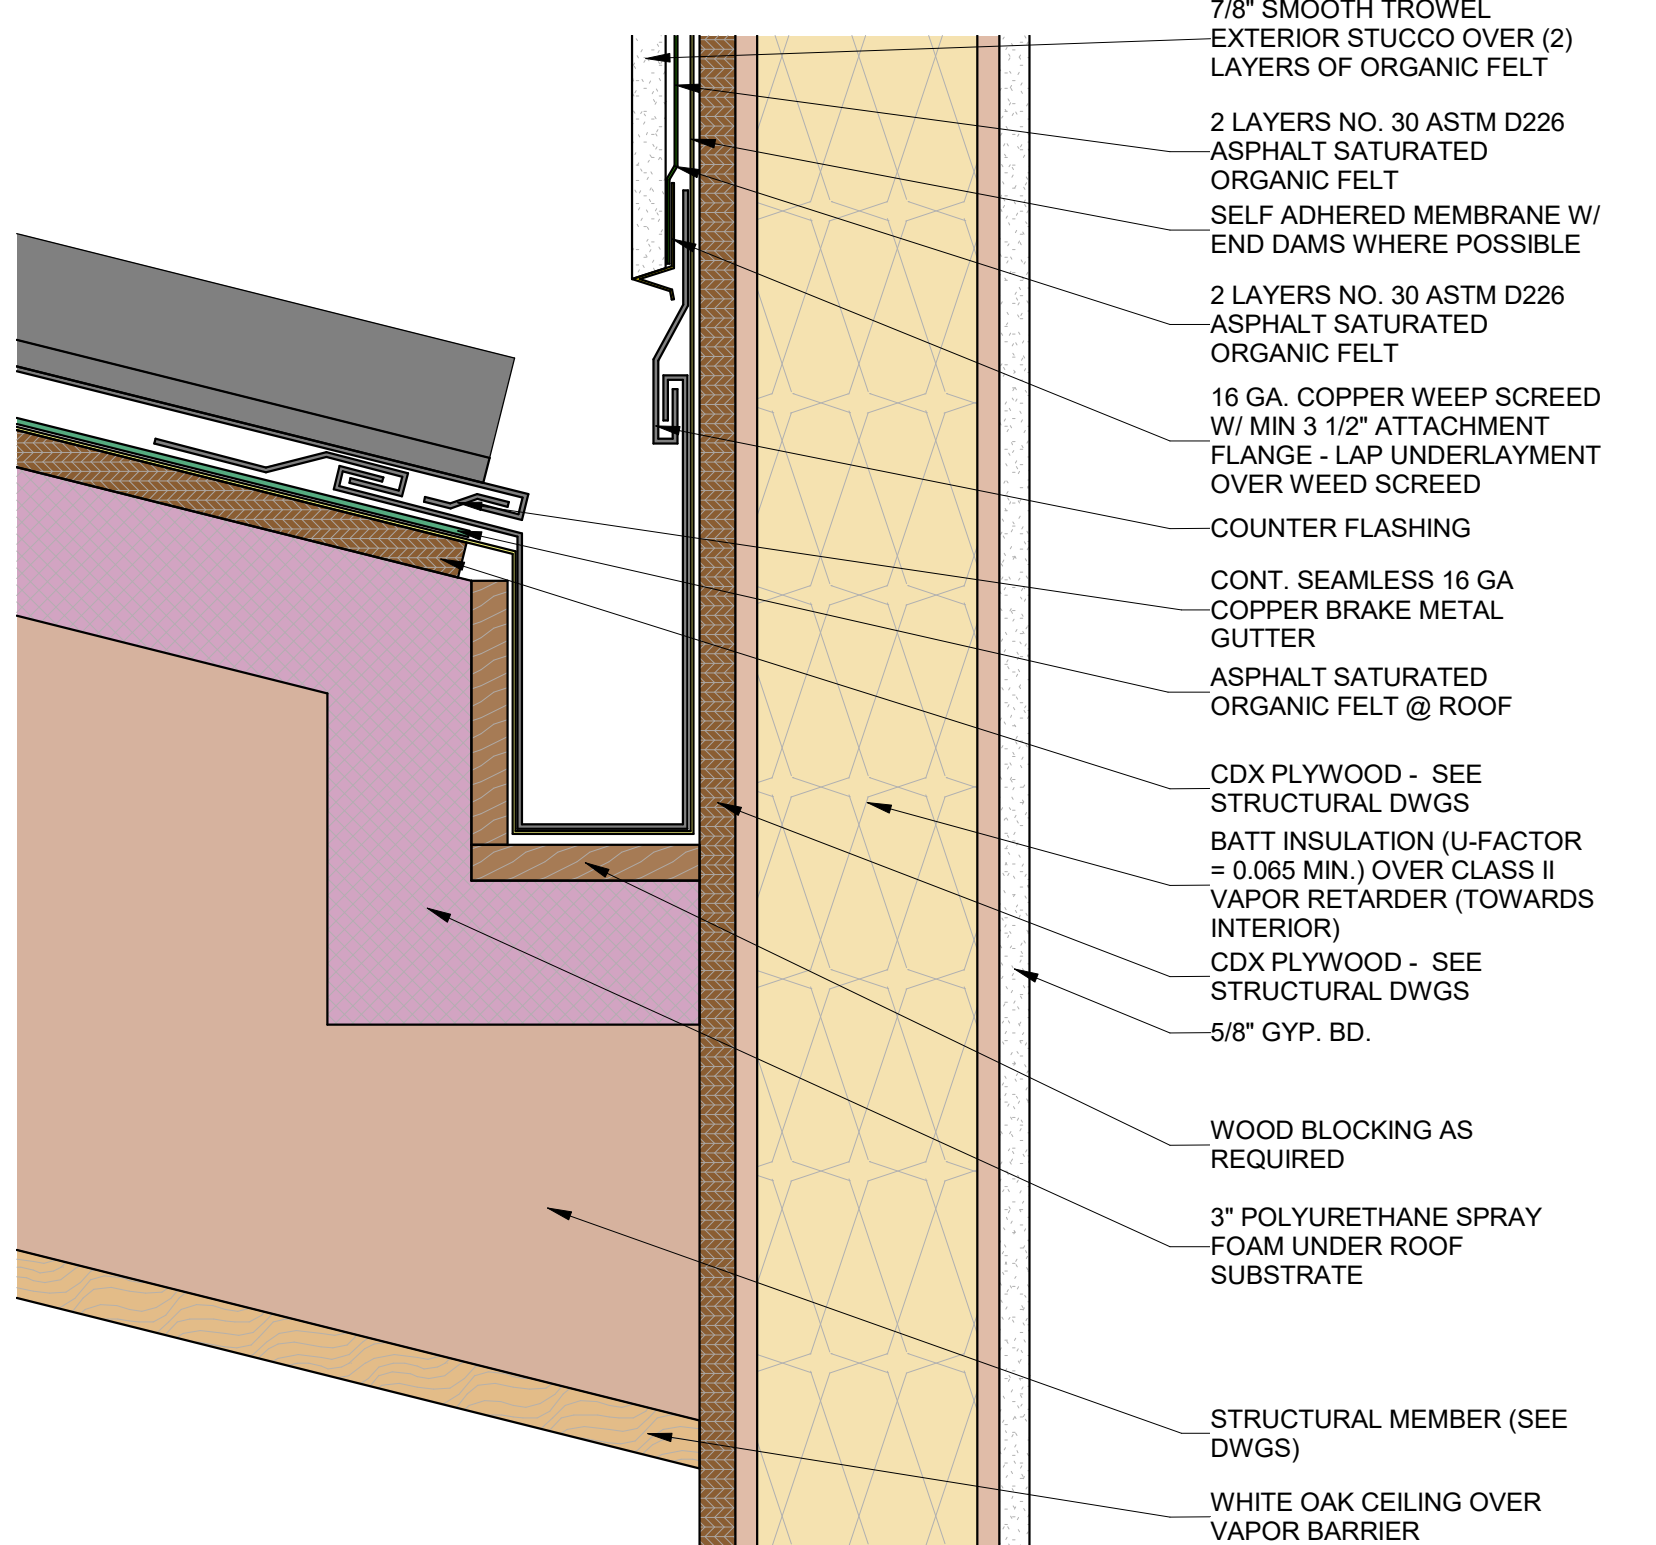 7/8" SMOOTH TROWEL
EXTERIOR STUCCO OVER (2)
LAYERS OF ORGANIC FELT
2 LAYERS NO. 30 ASTM D226
ASPHALT SATURATED
ORGANIC FELT
SELF ADHERED MEMBRANE W/
END DAMS WHERE POSSIBLE
2 LAYERS NO. 30 ASTM D226
ASPHALT SATURATED
ORGANIC FELT
16 GA. COPPER WEEP SCREED
W/ MIN 3 1/2" ATTACHMENT
FLANGE - LAP UNDERLAYMENT
OVER WEED SCREED
COUNTER FLASHING
CONT. SEAMLESS 16 GA
COPPER BRAKE METAL
GUTTER
ASPHALT SATURATED
ORGANIC FELT @ ROOF
CDX PLYWOOD - SEE
STRUCTURAL DWGS
BATT INSULATION (U-FACTOR
= 0.065 MIN.) OVER CLASS II
VAPOR RETARDER (TOWARDS
INTERIOR)
CDX PLYWOOD - SEE
STRUCTURAL DWGS
5/8" GYP. BD.
WOOD BLOCKING AS
REQUIRED
3" POLYURETHANE SPRAY
FOAM UNDER ROOF
SUBSTRATE
STRUCTURAL MEMBER (SEE
DWGS)
WHITE OAK CEILING OVER
VAPOR BARRIER